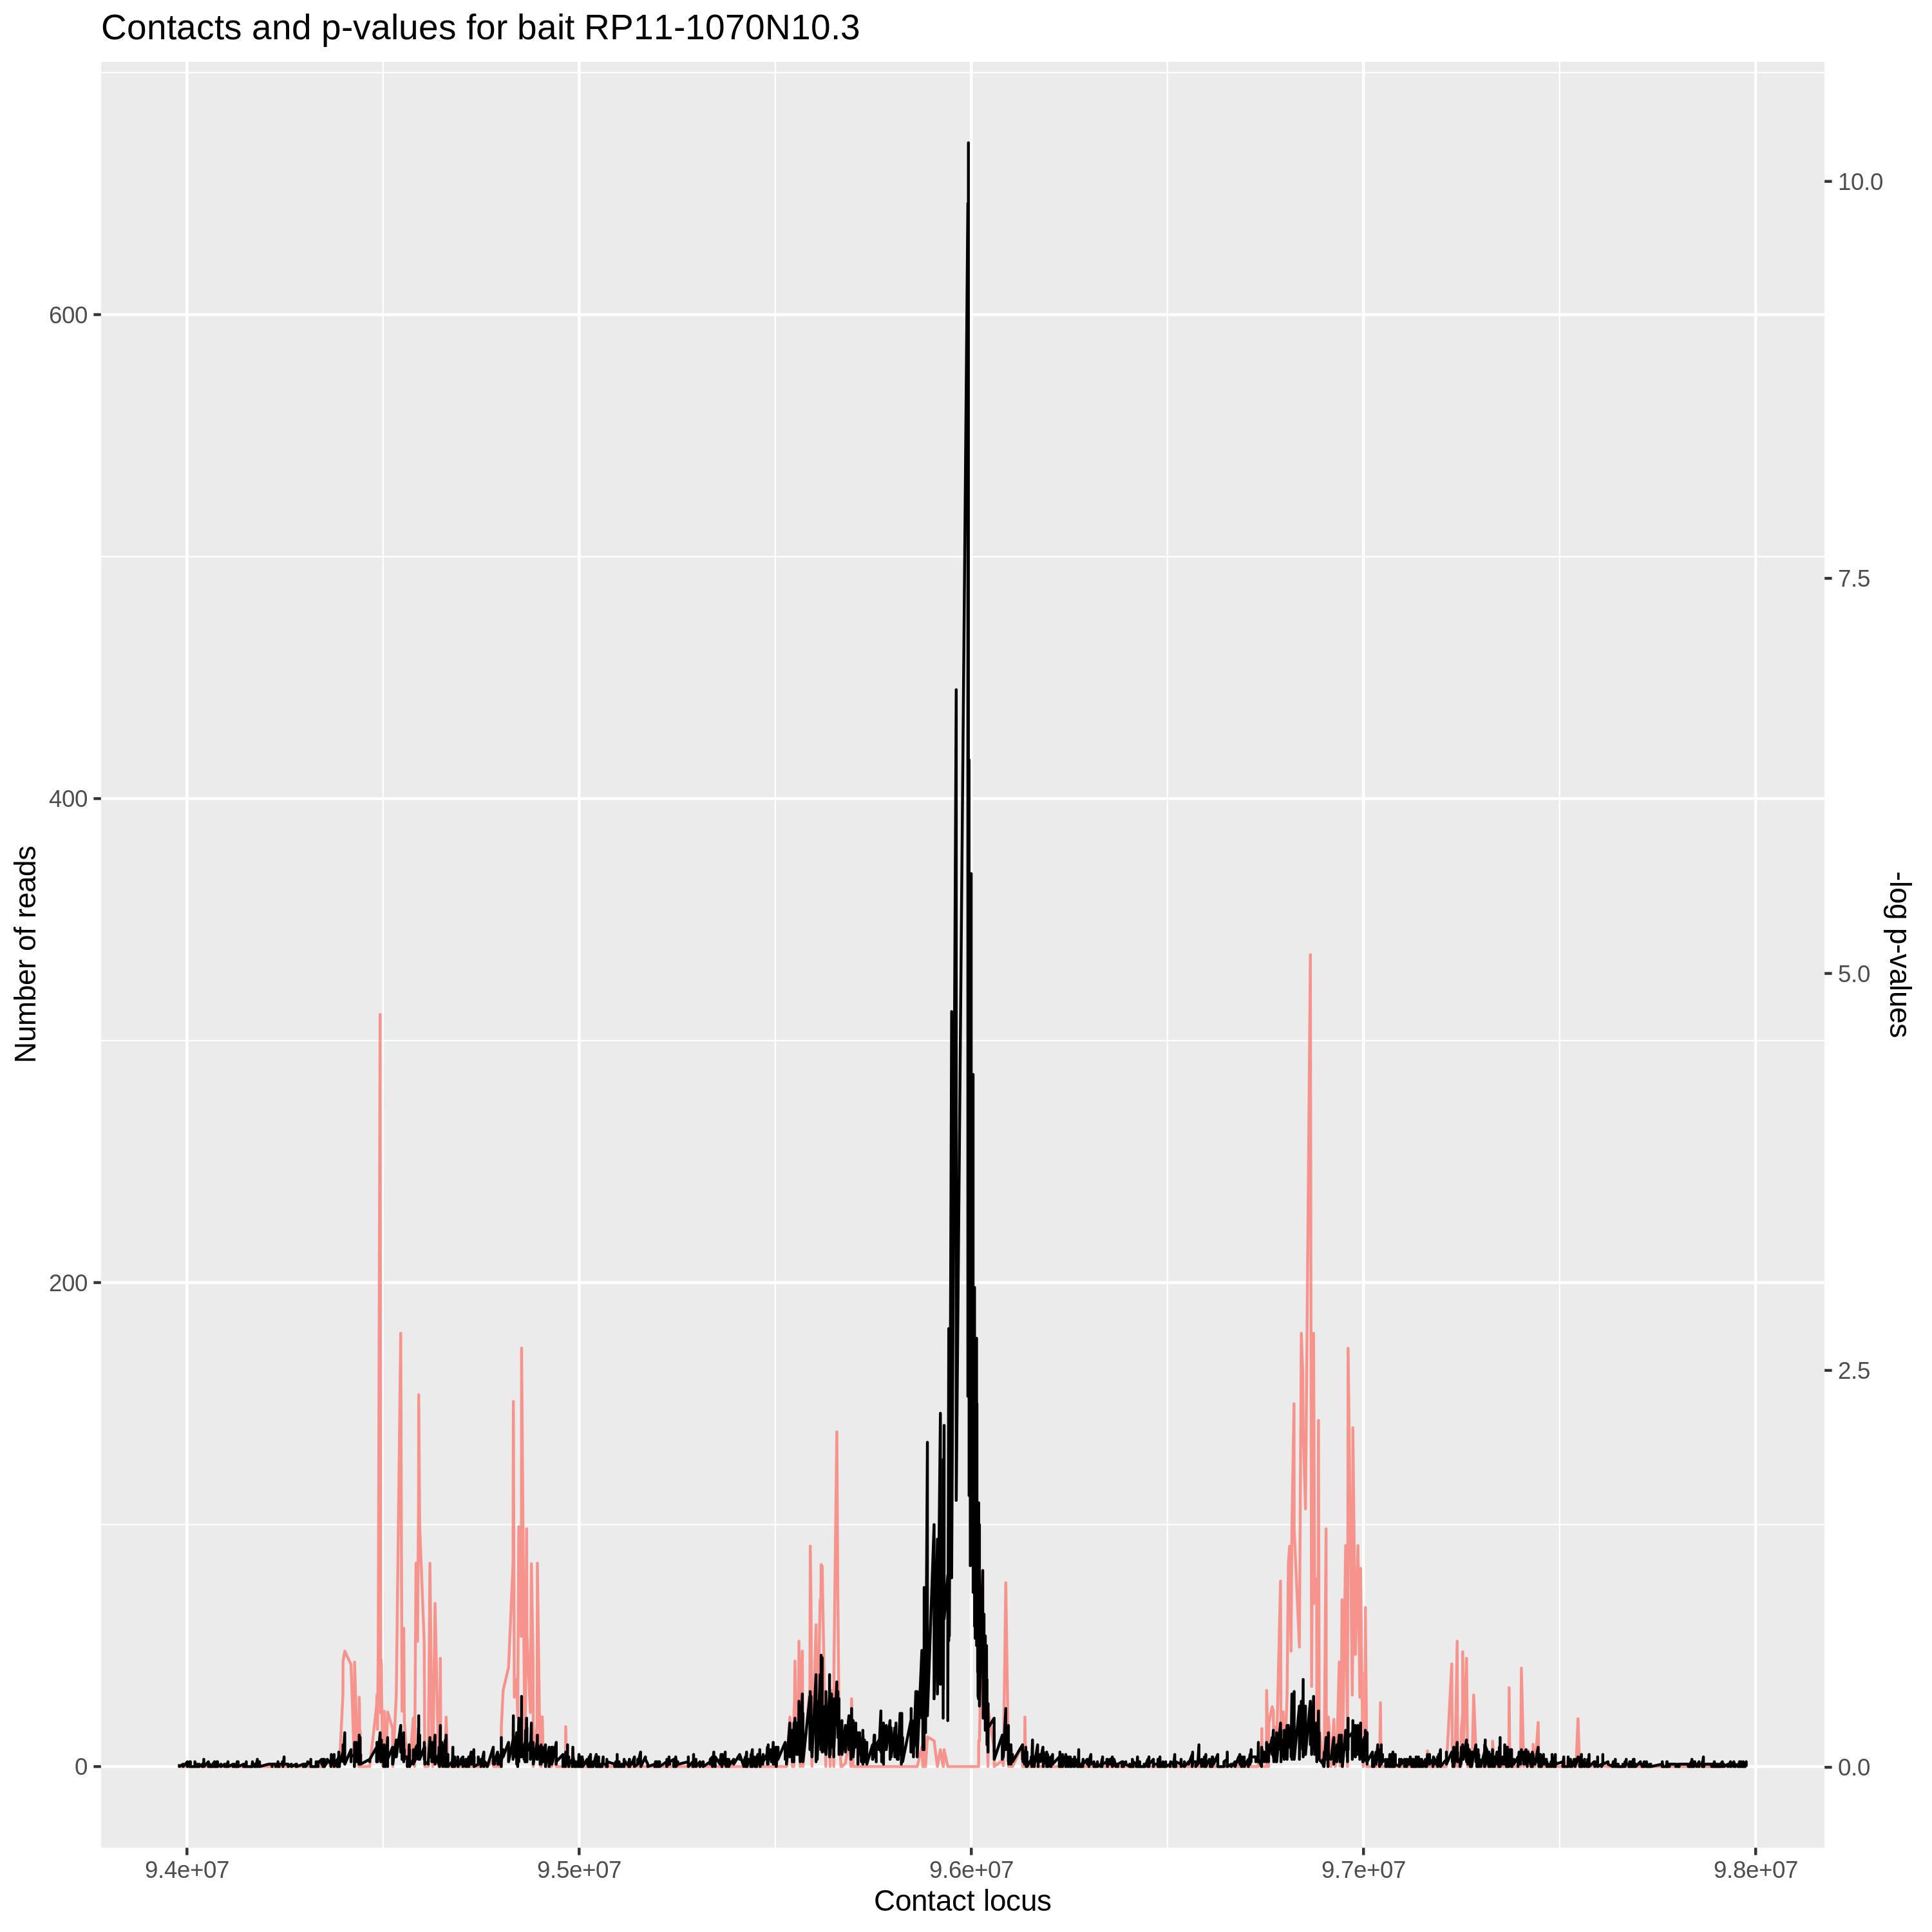 Contacts and p-values for bait RP11-1070N10.3
Number of reads
600
400
200
0
10.0
7.5
5.0
2.5
0.0
-log p-values
9.4e+07
9.5e+07
9.6e+07
9.7e+07
9.8e+07
Contact locus